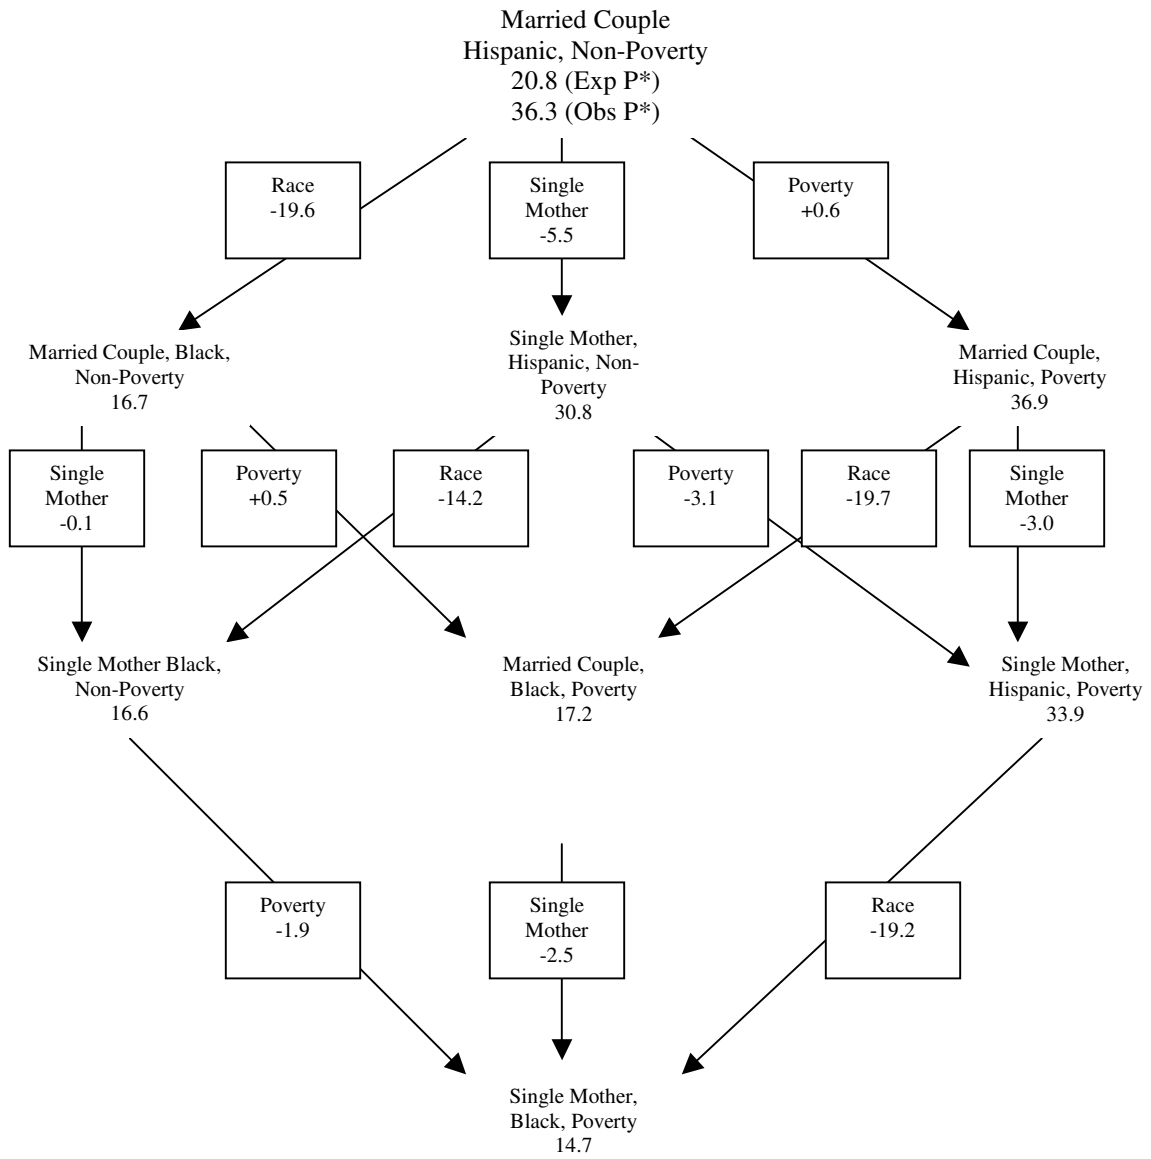 Married Couple
Hispanic, Non-Poverty
20.8 (Exp P*)
36.3 (Obs P*)
Race
-19.6
Single
Mother
-5.5
Poverty
+0.6
Married Couple, Black,
Non-Poverty
16.7
Single Mother,
Hispanic, Non-
Poverty
30.8
Married Couple,
Hispanic, Poverty
36.9
Single
Mother
-0.1
Poverty
+0.5
Race
-14.2
Poverty
-3.1
Race
-19.7
Single
Mother
-3.0
Single Mother Black,
Non-Poverty
16.6
Married Couple,
Black, Poverty
17.2
Single Mother,
Hispanic, Poverty
33.9
Poverty
-1.9
Single
Mother
-2.5
Race
-19.2
Single Mother,
Black, Poverty
14.7